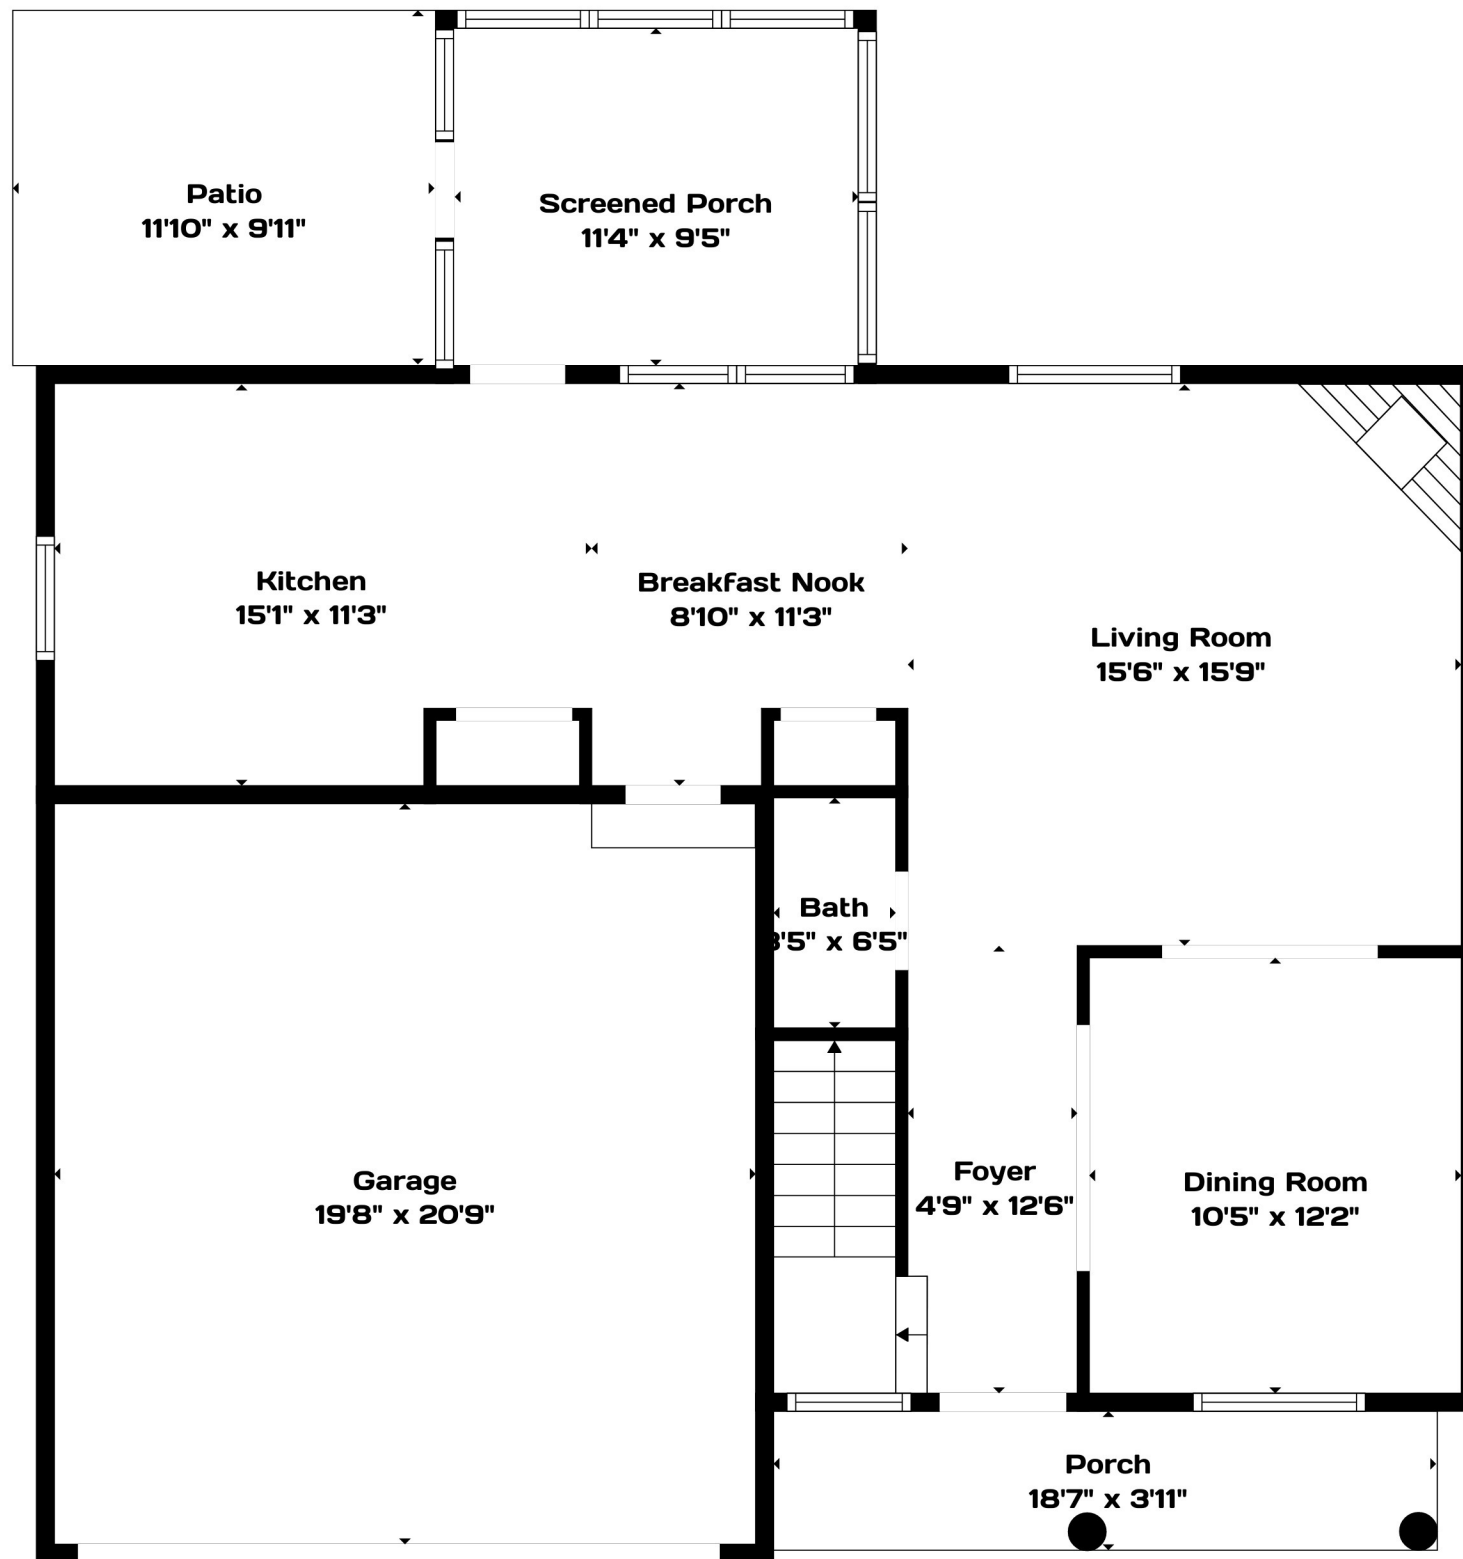 Patio
11'10" x 9'11"
Screened Porch
11'4" x 9'5"
Kitchen
15'1" x 11'3"
Breakfast Nook
8'10" x 11'3"
Living Room
15'6" x 15'9"
Bath
x 6'5"
Garage
19'8" x 20'9"
Foyer
4'9" x 12'6"
Dining Room
10'5" x 12'2"
Porch
18'7" x 3'11"